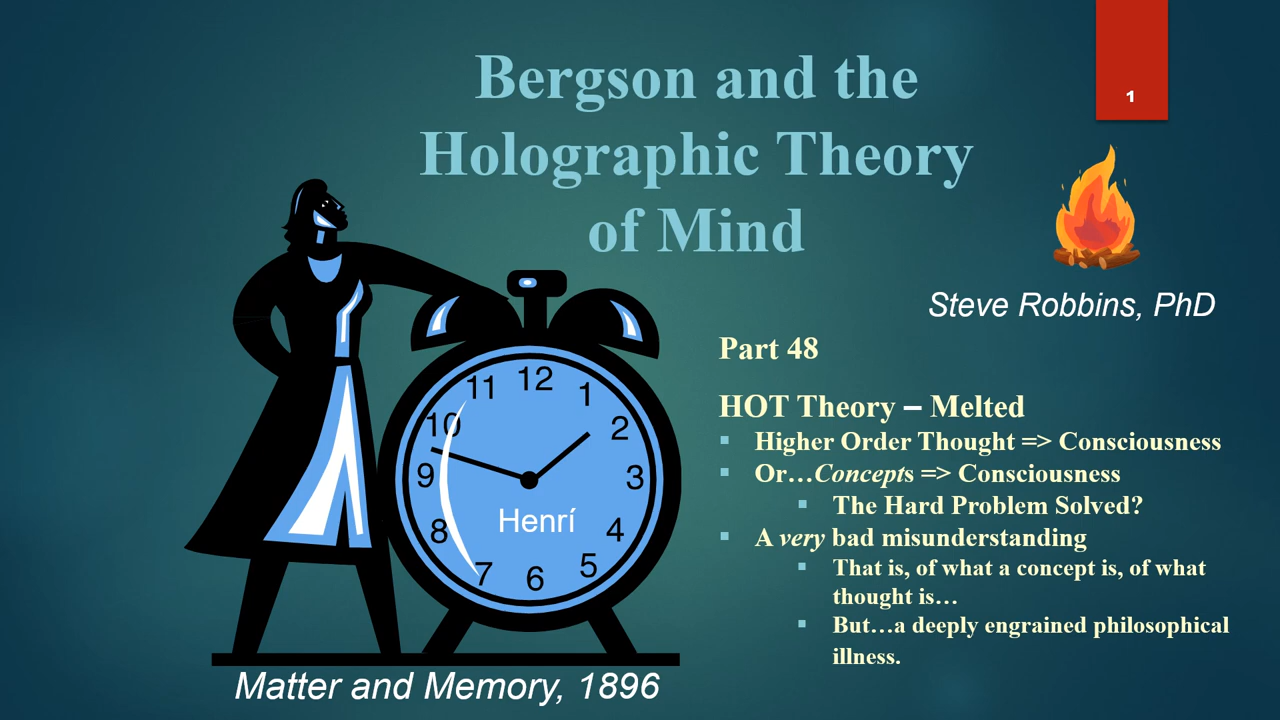 Bergson and the
Holographic Theory
of Mind
1
Steve Robbins, PhD
Part 48
HOT Theory – Melted
Higher Order Thought => Consciousness
Or…Concepts => Consciousness
The Hard Problem Solved?
A very bad misunderstanding
That is, of what a concept is, of what
thought is…
But…a deeply engrained philosophical
illness.
12
1
2
3
4
5
6
7
8
9
10
11
Henrí
Matter and Memory, 1896